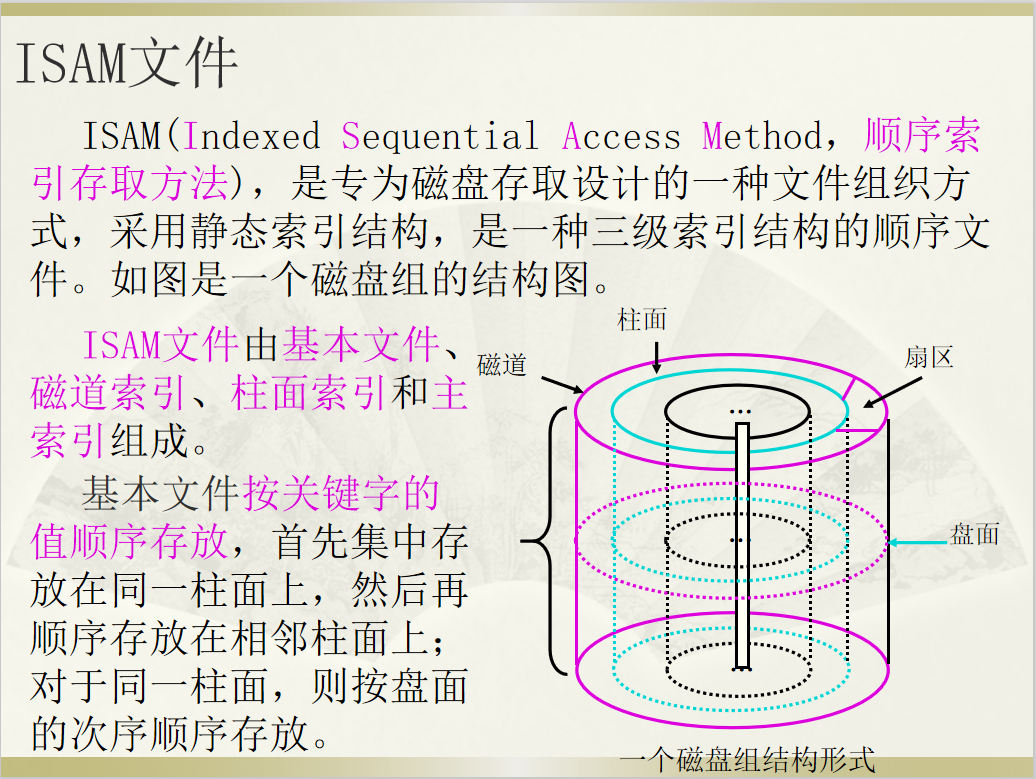 ISAM文件
ISAM(Indexed Sequential Access Method，顺序索
引存取方法)，是专为磁盘存取设计的一种文件组织方
式，采用静态索引结构，是一种三级索引结构的顺序文
件。如图是一个磁盘组的结构图。
ISAM文件由基本文件、
磁道索引、柱面索引和主
索引组成。
基本文件按关键字的
值顺序存放，首先集中存
放在同一柱面上，然后再
顺序存放在相邻柱面上；
对于同一柱面，则按盘面
的次序顺序存放。
柱面
磁道
扇区
…
…
盘面
…
一个磁盘组结构形式